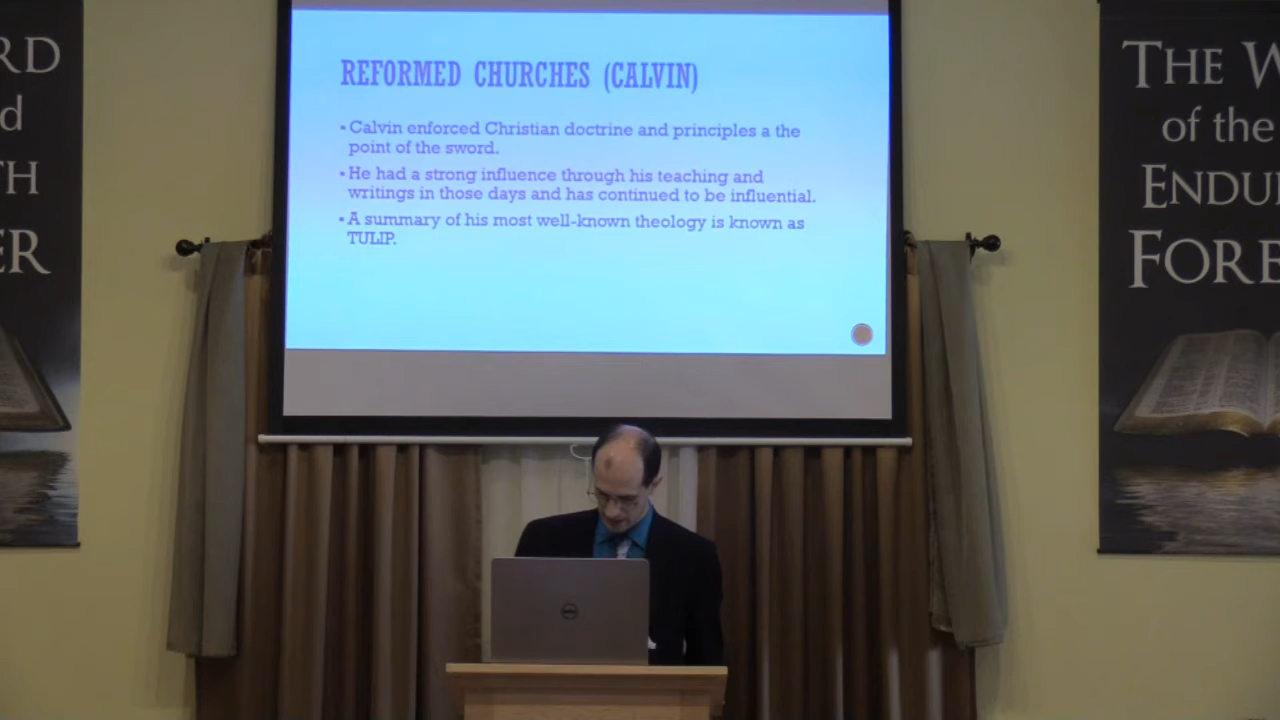 REFORMED CHURCHES (CALVIN)
▪ Calvin enforced Christian doctrine and principles a the
point of the sword.
▪ He had a strong influence through his teaching and
writings in those days and has continued to be influential.
▪ A summary of his most well-known theology is known as
TULIP.
RD
d
TH
ER
THE W
of the
ENDU
FORE
DELL